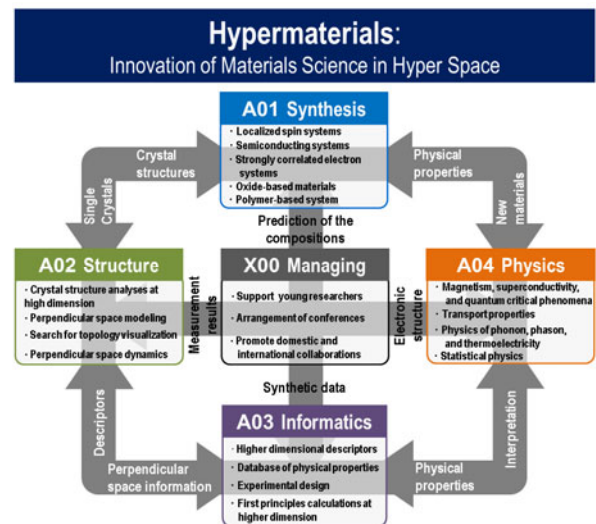 Hypermaterials:
Innovation of Materials Science in Hyper Space
A01 Synthesis
· Localized spin systems
· Semiconducting systems
· Strongly correlated electron
systems
· Oxide-based materials
· Polymer-based system
Crystal
structures
Physical
properties
Single
Crystals
New
materials
Prediction of the
compositions
A02 Structure
· Crystal structure analyses at
high dimension
· Perpendicular space modeling
· Search for topology visualization
· Perpendicular space dynamics
Measurement
results
X00 Managing
· Support young researchers
· Arrangement of conferences
· Promote domestic and
international collaborations
Electronic
structure
A04 Physics
· Magnetism, superconductivity,
and quantum critical phenomena
· Transport properties
· Physics of phonon, phason,
and thermoelectricity
· Statistical physics
Synthetic data
Descriptors
Interpretation
Perpendicular
space information
A03 Informatics
· Higher dimensional descriptors
· Database of physical properties
· Experimental design
· First principles calculations at
higher dimension
Physical
properties